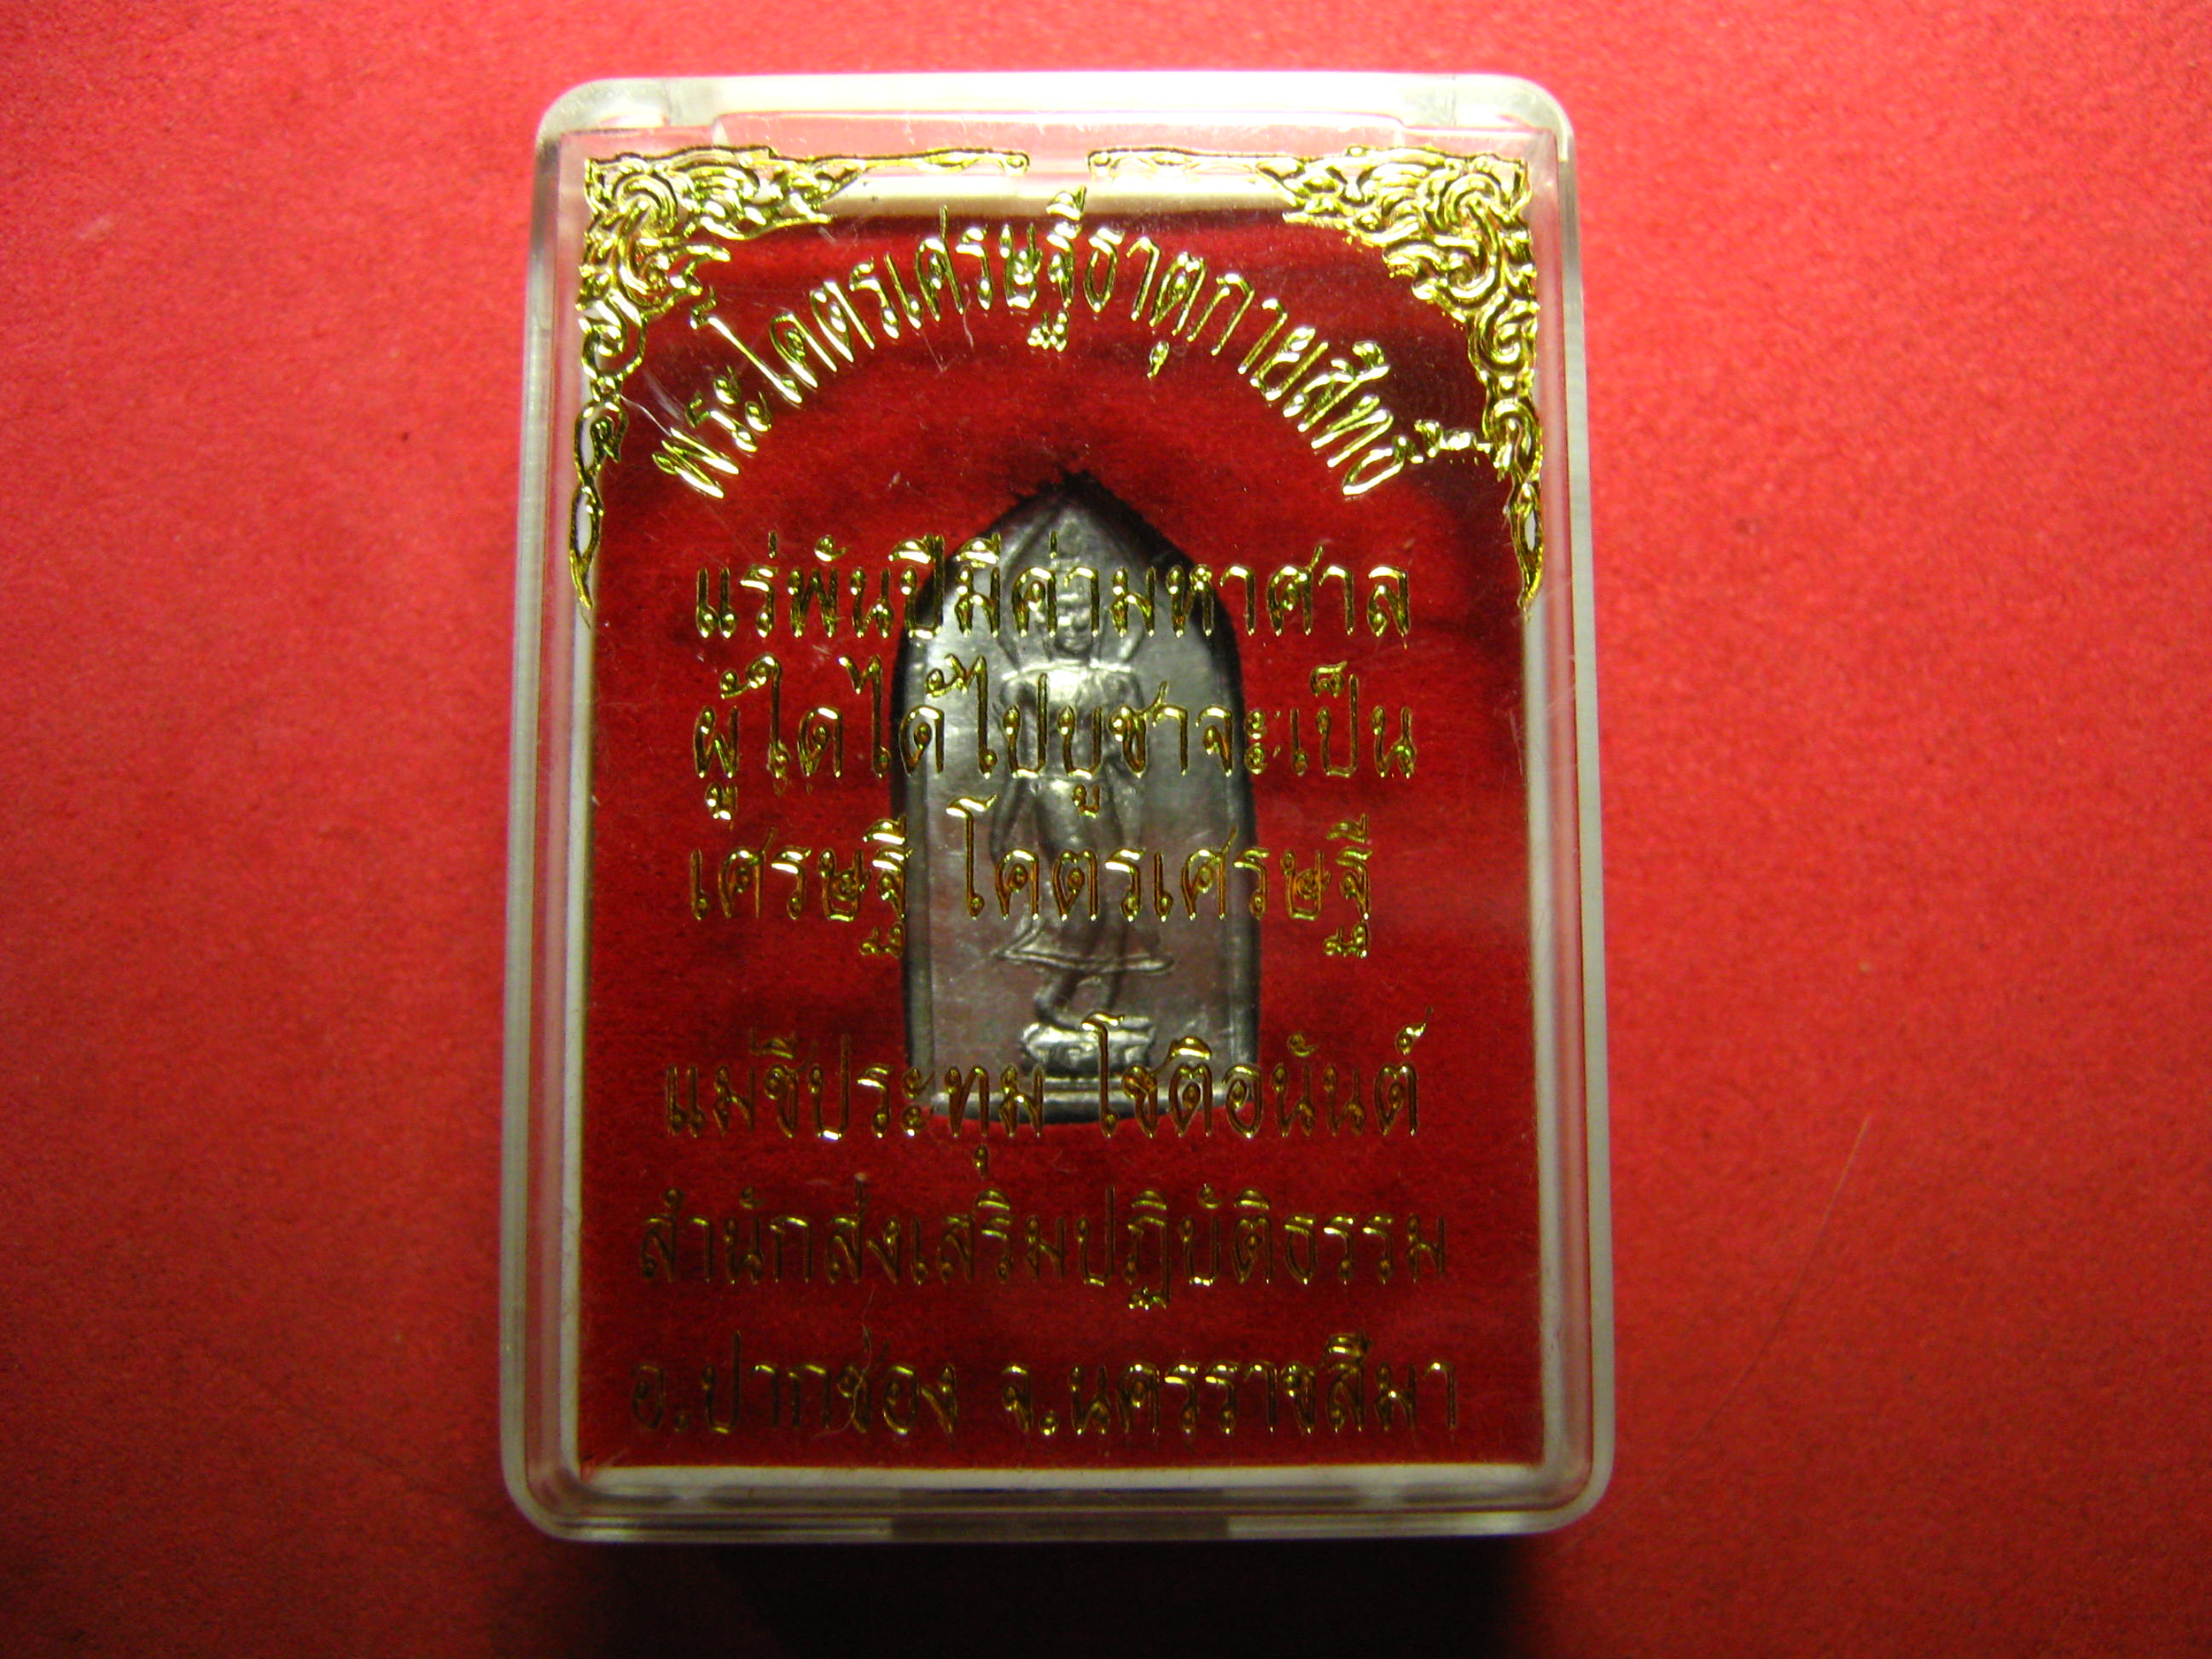 พระโคตรเศรษฐีธาตุกายสิทธิ์
แร่พันปีมีค่ามหาศาล
ผู้ใดได้ไปบูชาจะเป็น
เศรษฐี โคตรเศรษฐี
แม่ชีประทุม โชติอนันต์
สำนักส่งเสริมปฏิบัติธรรม
อ.ปากช่อง จ.นครราชสีมา